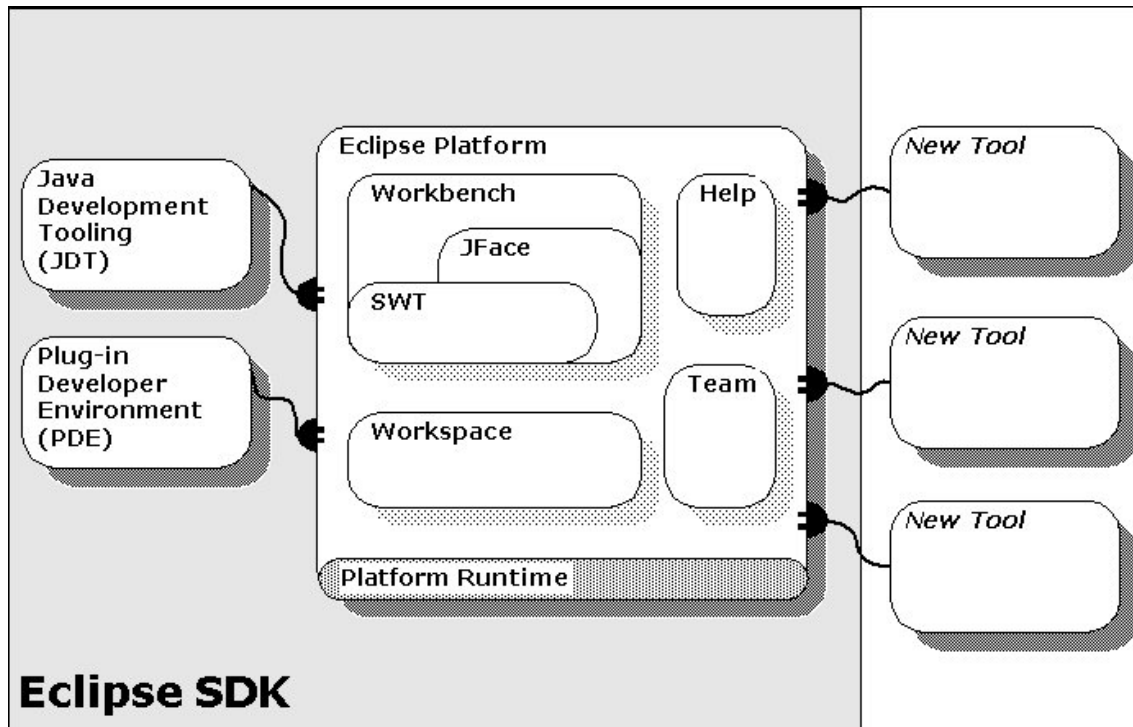 Java
Development
Tooling
(JDT)
Plug-in
Developer
Environment
(PDE)
Eclipse Platform
Workbench
JFace
SWT
Workspace
Help
Team
Platform Runtime
New Tool
New Tool
New Tool
Eclipse SDK